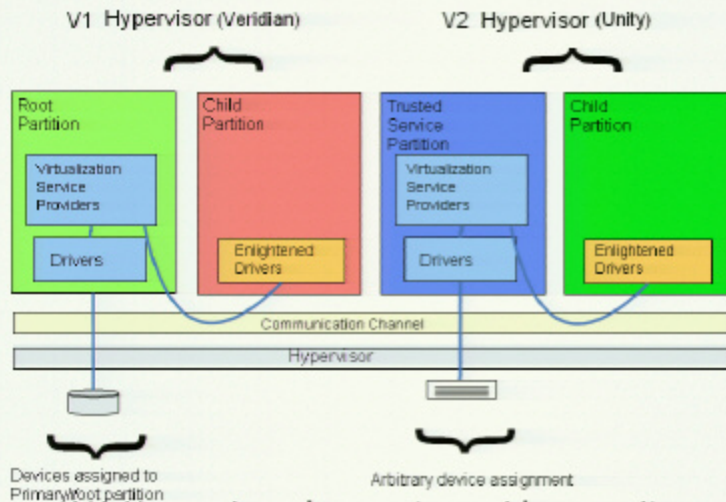 V1 Hypervisor (Veridian)
V2 Hypervisor (Unity)
Root
Partition
Virtualization
Service
Providers
Drivers
Child
Partition
Enlightened
Drivers
Trusted
Service
Partition
Virtualization
Service
Providers
Drivers
Child
Partition
Enlightened
Drivers
Communication Channel
Hypervisor
Devices assigned to
Primary/root partition
Arbitrary device assignment